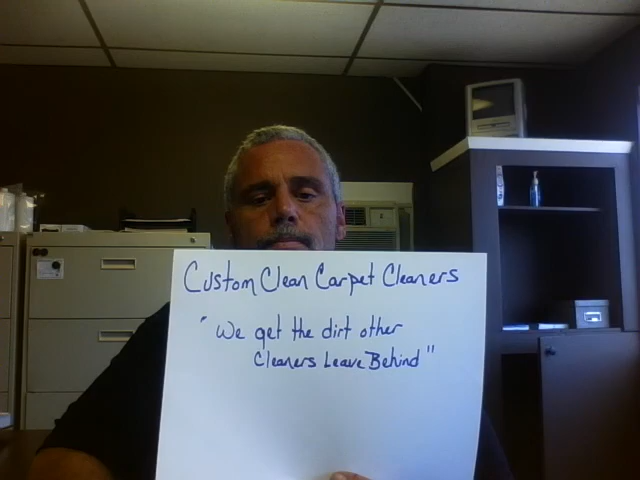 Custom Clean Carpet Cleaners
"We get the dirt other
Cleaners Leave Behind"